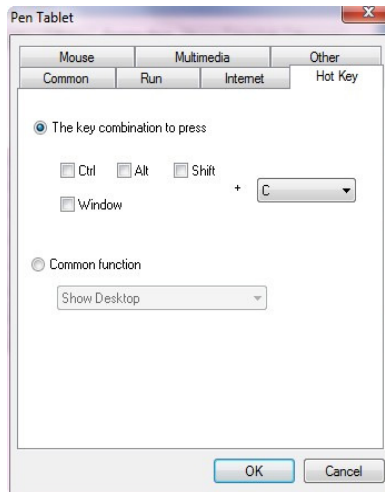 Pen Tablet
Mouse Multimedia Other
Common Run Internet Hot Key
The key combination to press
Ctrl Alt Shift
+ C
Window
Common function
Show Desktop
OK Cancel